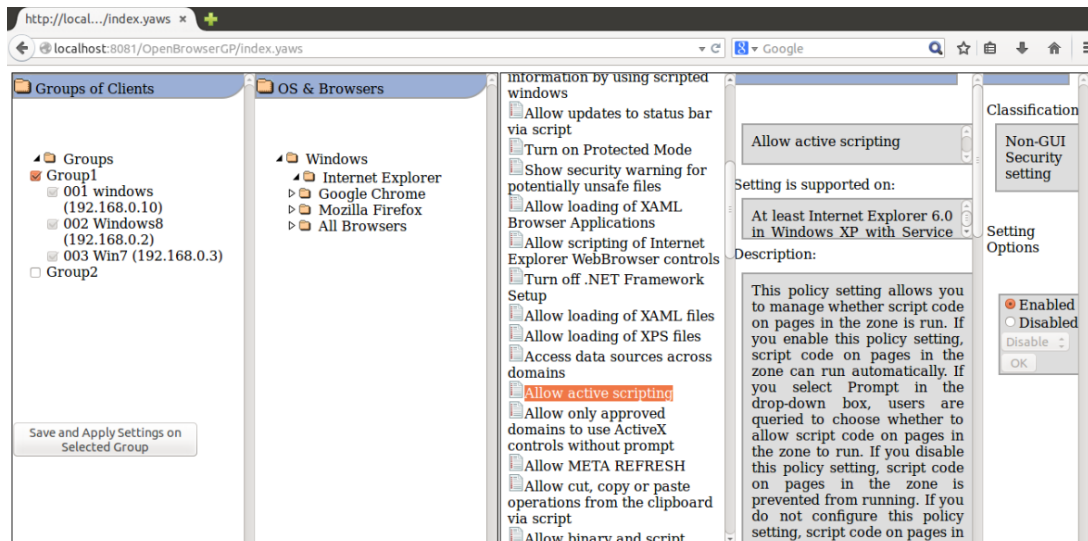 http://local.../index.yaws
localhost:8081/OpenBrowserGP/index.yaws
Google
Groups of Clients
Groups
Group1
001 windows
(192.168.0.10)
002 Windows8
(192.168.0.2)
003 Win7 (192.168.0.3)
Group2
Save and Apply Settings on
Selected Group
OS & Browsers
Windows
Internet Explorer
Google Chrome
Mozilla Firefox
All Browsers
information by using scripted
windows
Allow updates to status bar
via script
Turn on Protected Mode
Show security warning for
potentially unsafe files
Allow loading of XAML
Browser Applications
Allow scripting of Internet
Explorer WebBrowser controls
Turn off .NET Framework
Setup
Allow loading of XAML files
Allow loading of XPS files
Access data sources across
domains
Allow active scripting
Allow only approved
domains to use ActiveX
controls without prompt
Allow META REFRESH
Allow cut, copy or paste
operations from the clipboard
via script
Allow binary and script
Allow active scripting
Setting is supported on:
At least Internet Explorer 6.0
in Windows XP with Service
Description:
This policy setting allows you
to manage whether script code
on pages in the zone is run. If
you enable this policy setting,
script code on pages in the
zone can run automatically. If
you select Prompt in the
drop-down box, users are
queried to choose whether to
allow script code on pages in
the zone to run. If you disable
this policy setting, script code
on pages in the zone is
prevented from running. If you
do not configure this policy
setting, script code on pages in
Classification
Non-GUI
Security
setting
Setting
Options
Enabled
Disabled
Disable
OK